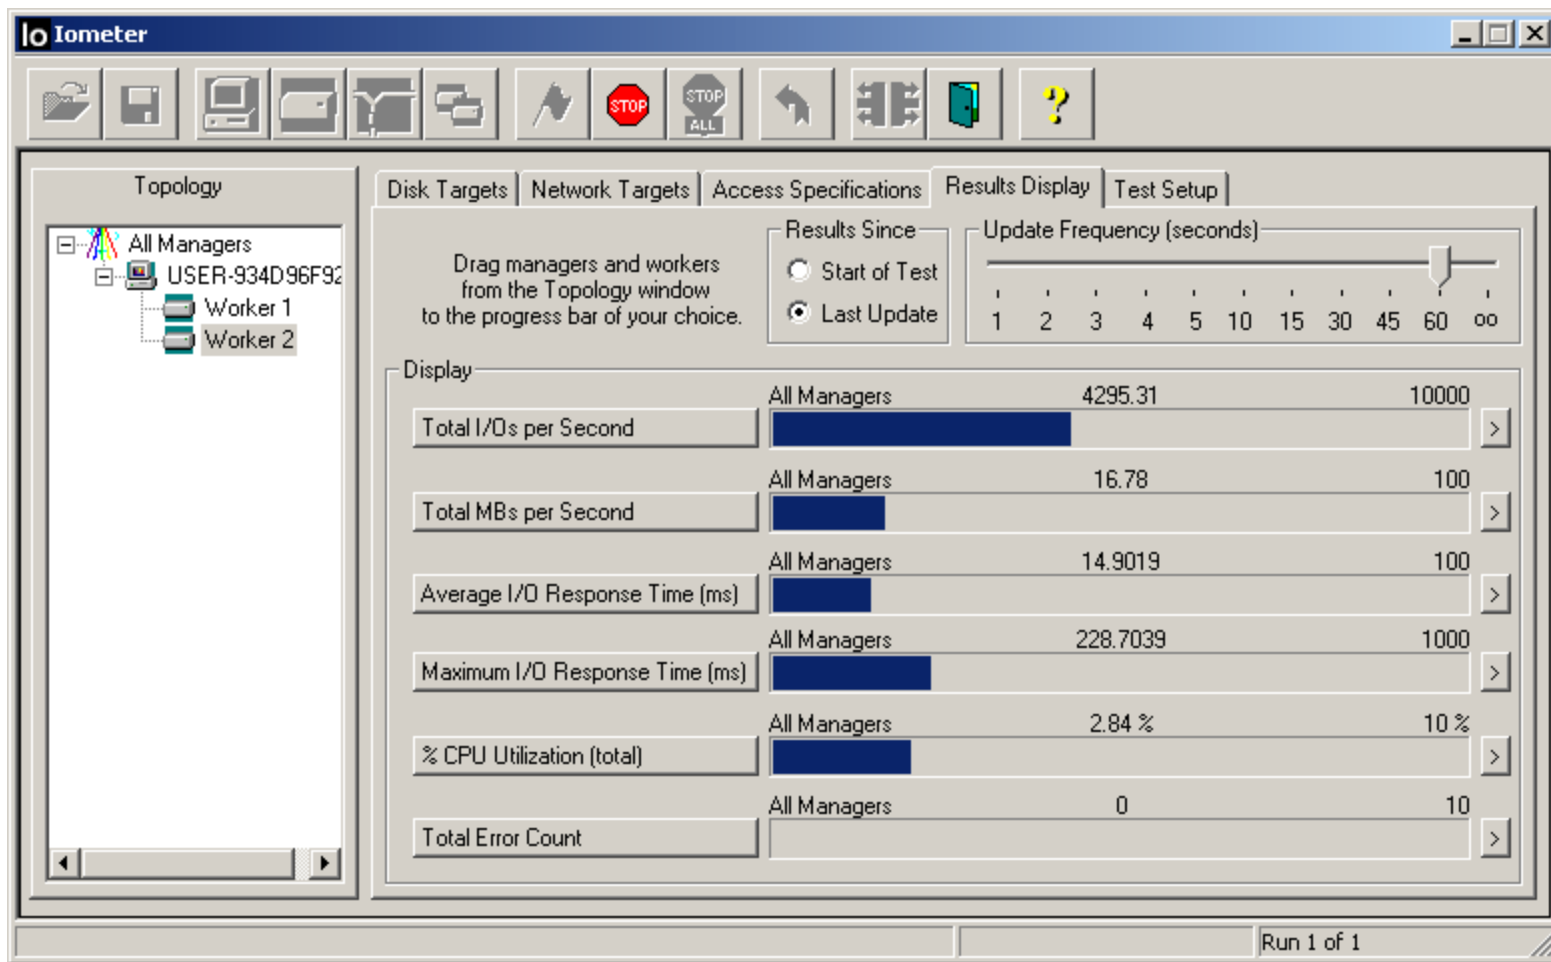 Io Iometer
STOP
STOP
ALL
?
Topology
All Managers
USER-934D96F92
Worker 1
Worker 2
Disk Targets
Network Targets
Access Specifications
Results Display
Test Setup
Drag managers and workers
from the Topology window
to the progress bar of your choice.
Results Since
Start of Test
Last Update
Update Frequency (seconds)
1 2 3 4 5 10 15 30 45 60 oo
Display
All Managers 4295.31 10000
Total I/Os per Second >
All Managers 16.78 100
Total MBs per Second >
All Managers 14.9019 100
Average I/O Response Time (ms) >
All Managers 228.7039 1000
Maximum I/O Response Time (ms) >
All Managers 2.84 % 10 %
% CPU Utilization (total) >
All Managers 0 10
Total Error Count >
Run 1 of 1